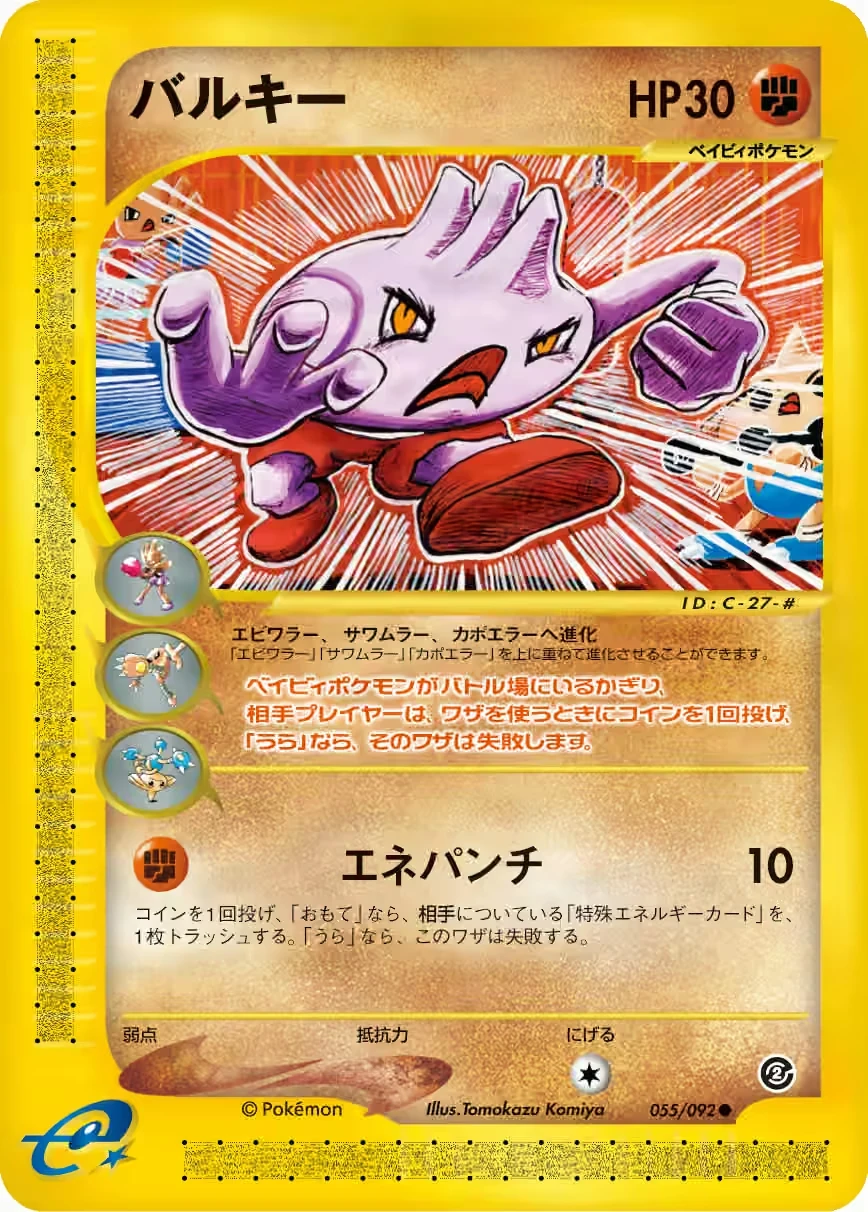 バルキー HP30
ベイビィポケモン
ID:C-27-#
エビワラー、サワムラー、カポエラーへ進化
「エビワラー」「サワムラー」「カポエラー」を上に重ねて進化させることができます。
ベイビィポケモンがバトル場にいるかぎり、
相手プレイヤーは、ワザを使うときにコインを1回投げ、
「うら」なら、そのワザは失敗します。
エネパンチ 10
コインを1回投げ、「おもて」なら、相手についている「特殊エネルギーカード」を、
1枚トラッシュする。「うら」なら、このワザは失敗する。
弱点 抵抗力 にげる
2
© Pokémon Illus.Tomokazu Komiya 055/092●
e